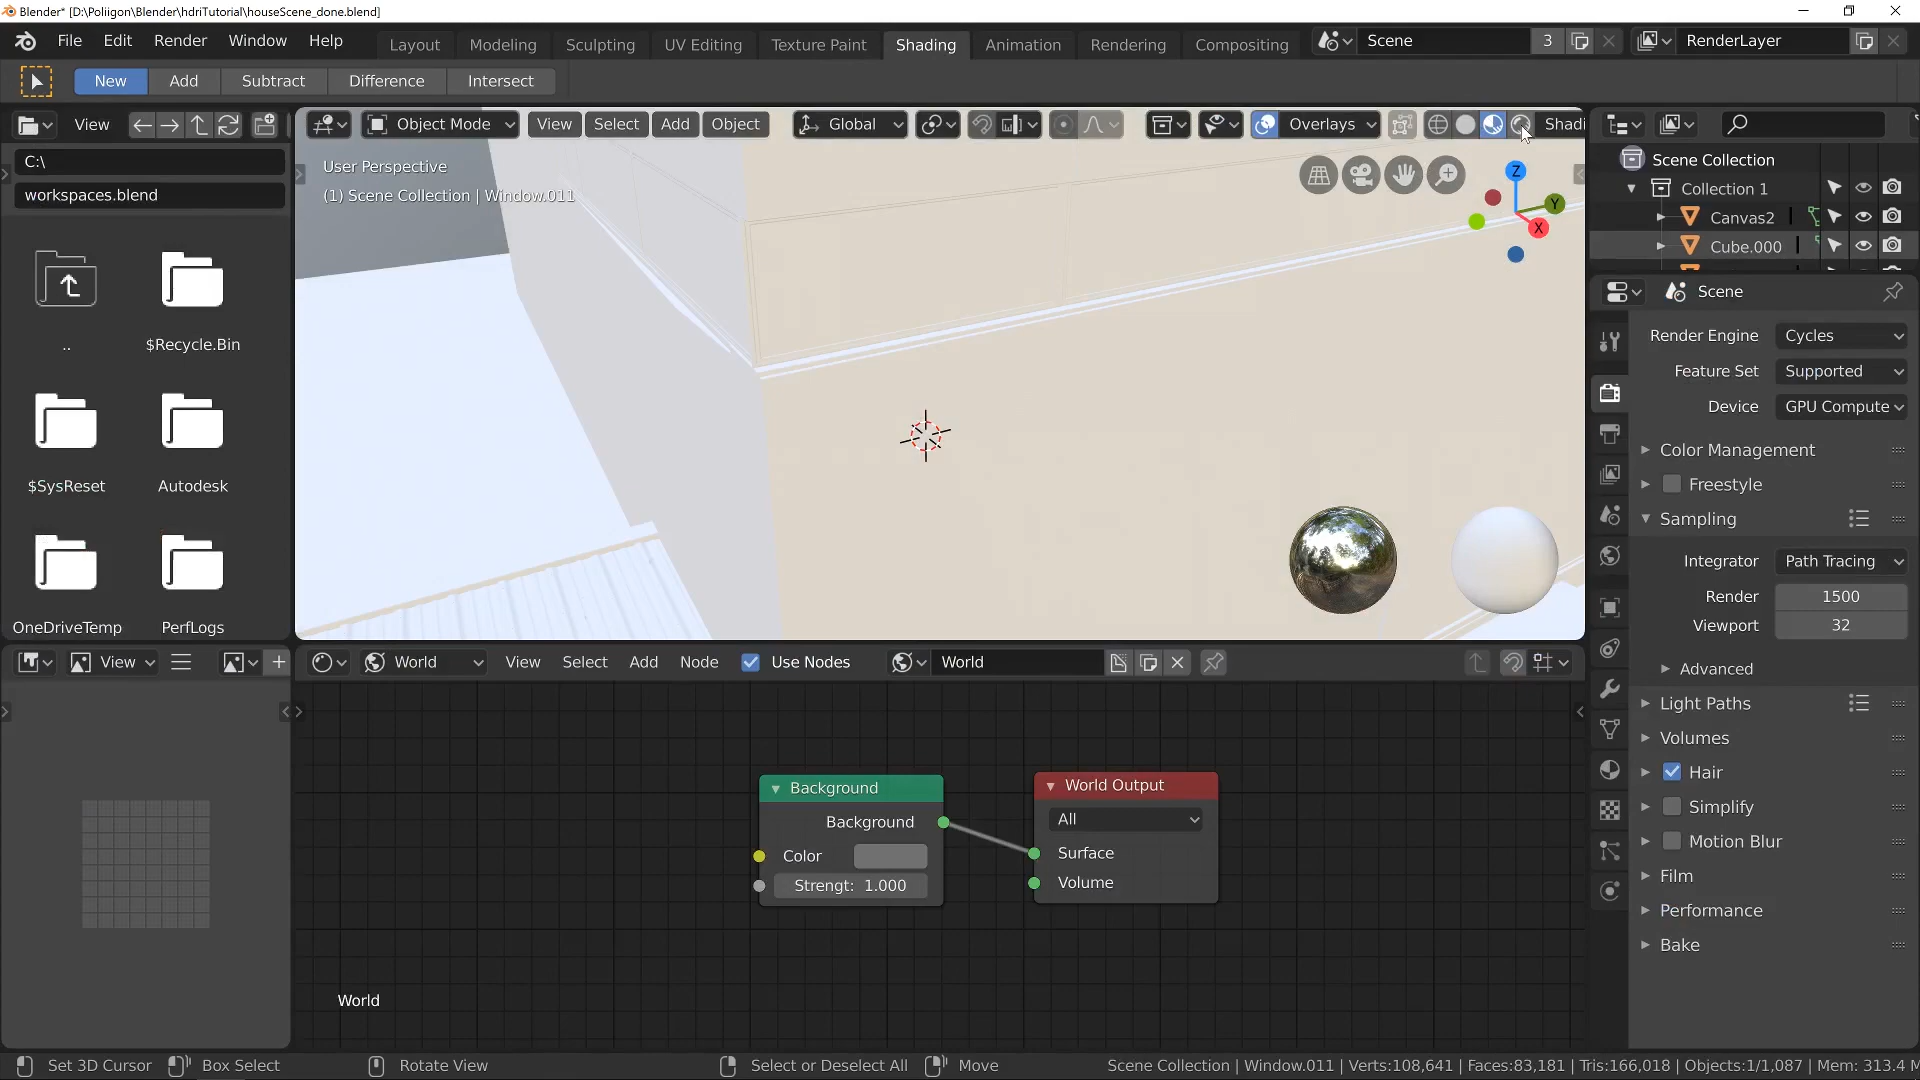 Blender* [D:\Poliigon\Blender\hdriTutorial\houseScene_done.blend]
File Edit Render Window Help Layout Modeling Sculpting UV Editing Texture Paint Shading Animation Rendering Compositing Scene 3 RenderLayer
New Add Subtract Difference Intersect
View Object Mode View Select Add Object Global Overlays Shadi
C:\
workspaces.blend
User Perspective
(1) Scene Collection | Window.011
Z
Y
X
..
$Recycle.Bin
$SysReset
Autodesk
OneDriveTemp
PerfLogs
Scene Collection
Collection 1
Canvas2
Cube.000
Scene
Render Engine Cycles
Feature Set Supported
Device GPU Compute
Color Management
Freestyle
Sampling
Integrator Path Tracing
Render 1500
Viewport 32
Advanced
Light Paths
Volumes
Hair
Simplify
Motion Blur
Film
Performance
Bake
View World View Select Add Node Use Nodes World
Background
Background
Color
Strengt: 1.000
World Output
All
Surface
Volume
World
Set 3D Cursor Box Select Rotate View Select or Deselect All Move Scene Collection | Window.011 | Verts:108,641 | Faces:83,181 | Tris:166,018 | Objects:1/1,087 | Mem: 313.4 M